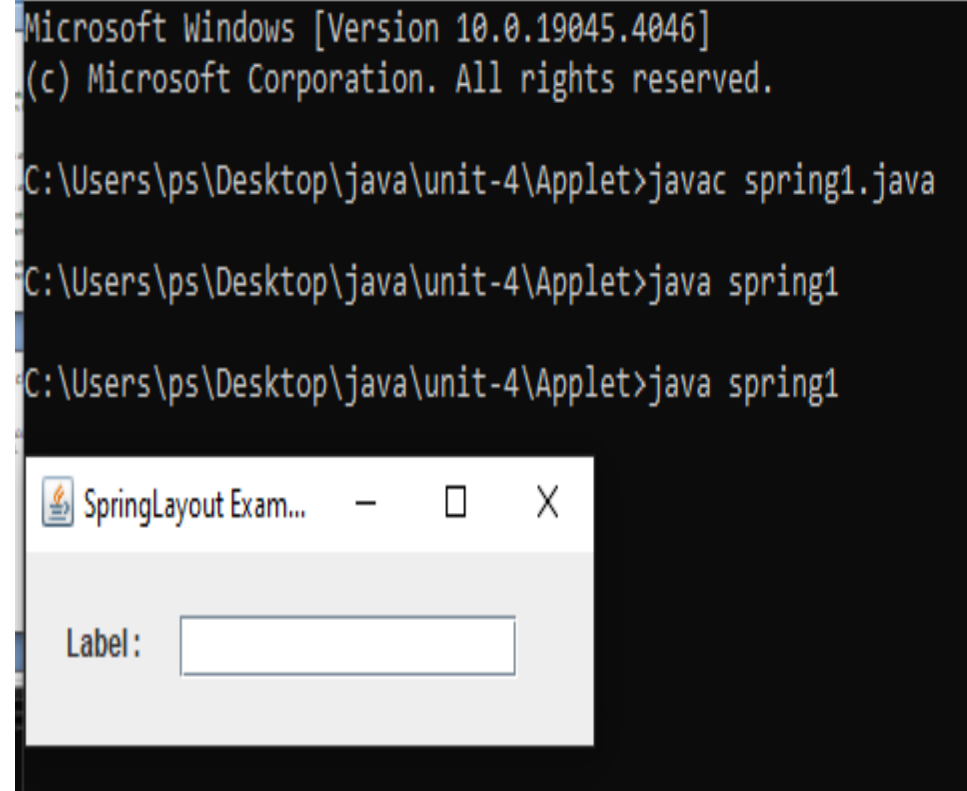 Microsoft Windows [Version 10.0.19045.4046]
(c) Microsoft Corporation. All rights reserved.
C:\Users\ps\Desktop\java\unit-4\Applet>javac spring1.java
C:\Users\ps\Desktop\java\unit-4\Applet>java spring1
C:\Users\ps\Desktop\java\unit-4\Applet>java spring1
SpringLayout Exam...
Label: